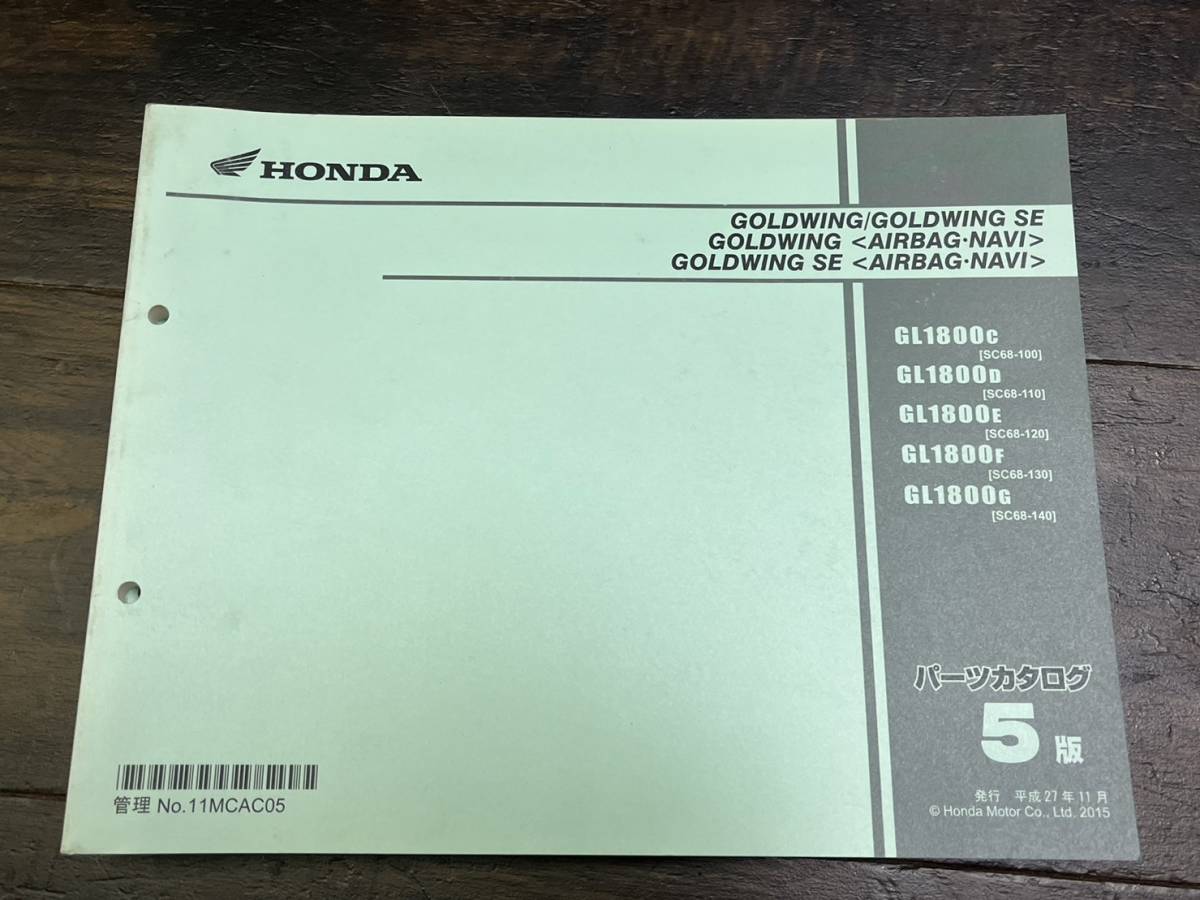 HONDA
GOLDWING/GOLDWING SE
GOLDWING <AIRBAG·NAVI>
GOLDWING SE <AIRBAG·NAVI>
GL1800C
[SC68-100]
GL1800D
[SC68-110]
GL1800E
[SC68-120]
GL1800F
[SC68-130]
GL1800G
[SC68-140]
パーツカタログ
5版
発行 平成27年11月
© Honda Motor Co., Ltd. 2015
管理 No.11MCAC05